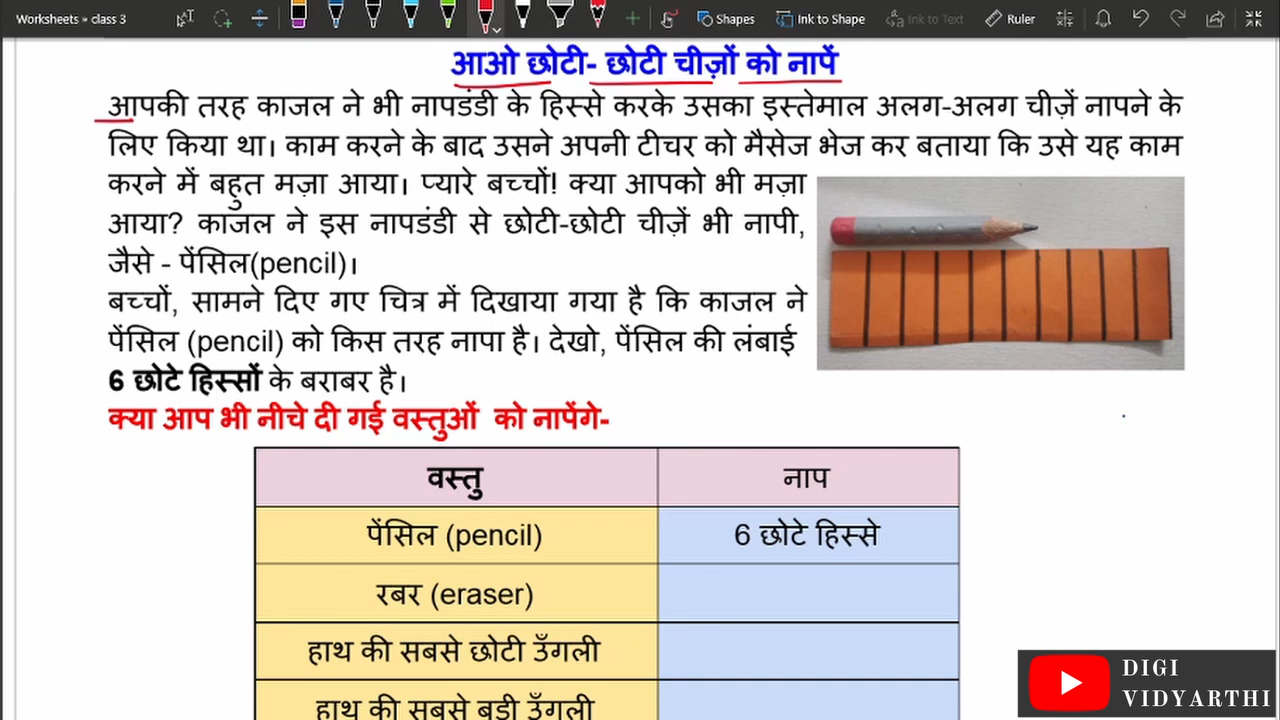 Worksheets » class 3
Shapes
Ink to Shape
Ink to Text
Ruler
आओ छोटी- छोटी चीज़ों को नापें
आपकी तरह काजल ने भी नापडंडी के हिस्से करके उसका इस्तेमाल अलग-अलग चीज़ें नापने के
लिए किया था। काम करने के बाद उसने अपनी टीचर को मैसेज भेज कर बताया कि उसे यह काम
करने में बहुत मज़ा आया। प्यारे बच्चों! क्या आपको भी मज़ा
आया? काजल ने इस नापडंडी से छोटी-छोटी चीज़ें भी नापी,
जैसे - पेंसिल(pencil)।
बच्चों, सामने दिए गए चित्र में दिखाया गया है कि काजल ने
पेंसिल (pencil) को किस तरह नापा है। देखो, पेंसिल की लंबाई
6 छोटे हिस्सों के बराबर है।
क्या आप भी नीचे दी गई वस्तुओं को नापेंगे-
वस्तु नाप
पेंसिल (pencil) 6 छोटे हिस्से
रबर (eraser)
हाथ की सबसे छोटी उँगली
हाथ की सबसे बड़ी उँगली
DIGI
VIDYARTHI